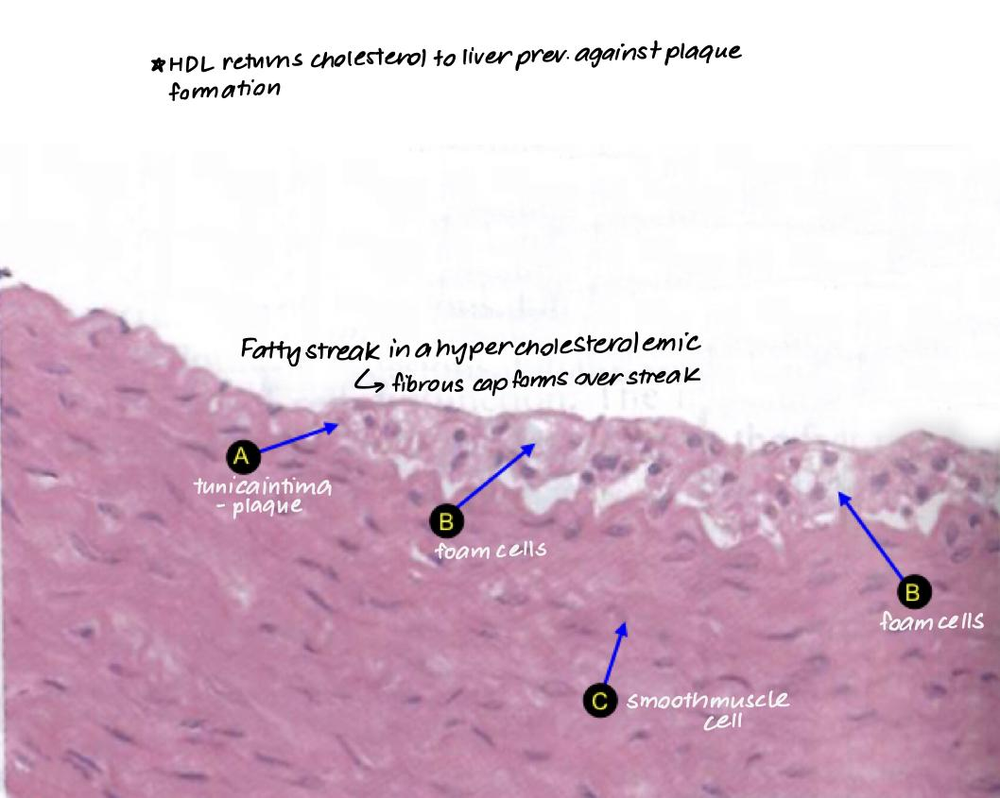 *HDL returns cholesterol to liver prev. against plaque
formation
Fatty streak in a hypercholesterolemic
↳ fibrous cap forms over streak
A
tunica intima
- plaque
B
foam cells
B
foam cells
C smooth muscle
cell